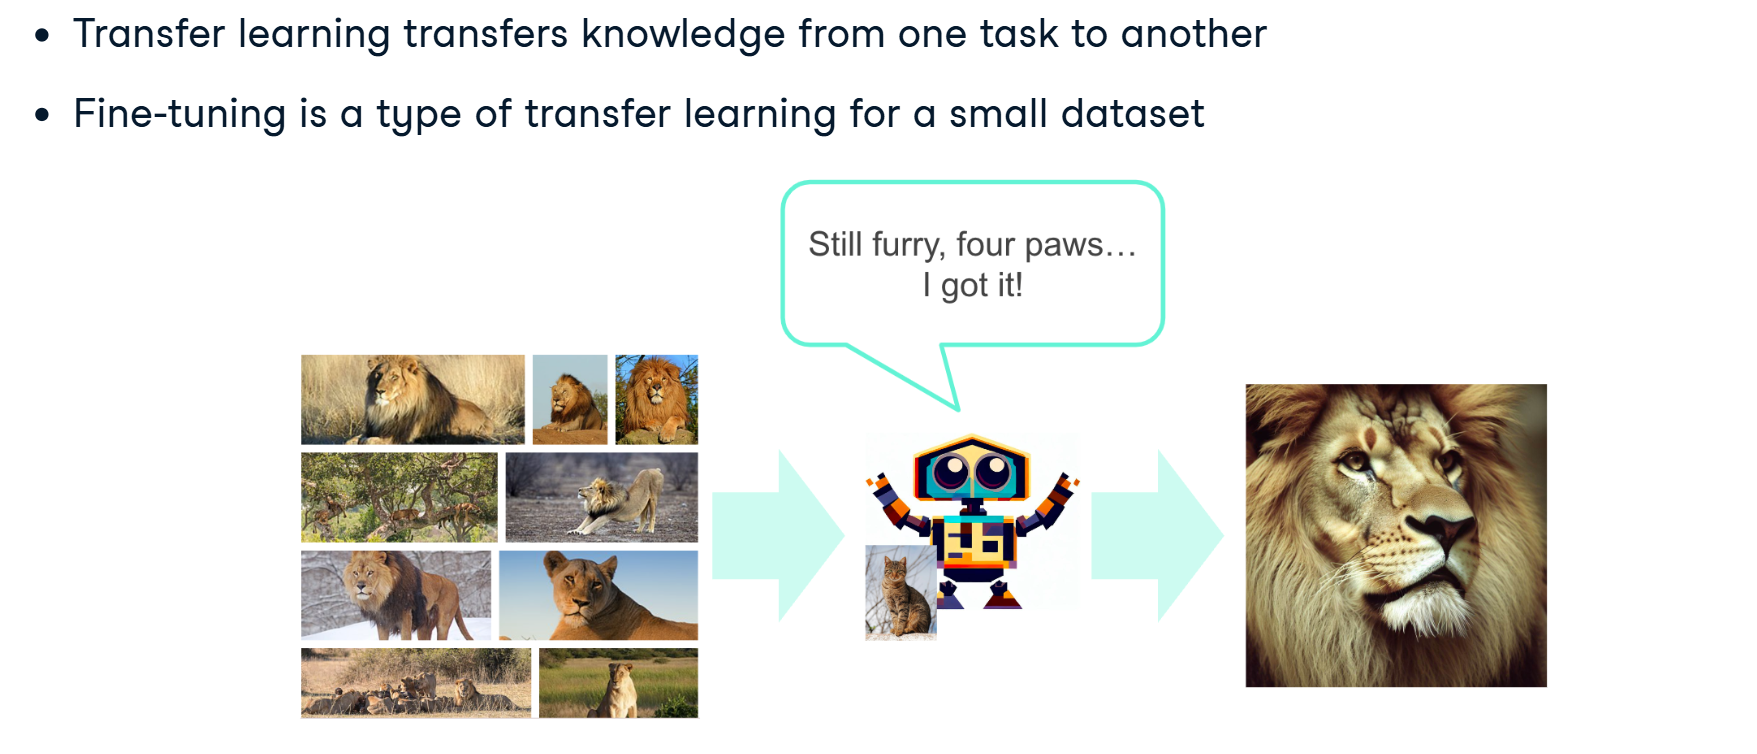 Transfer learning transfers knowledge from one task to another
Fine-tuning is a type of transfer learning for a small dataset
Still furry, four paws...
I got it!